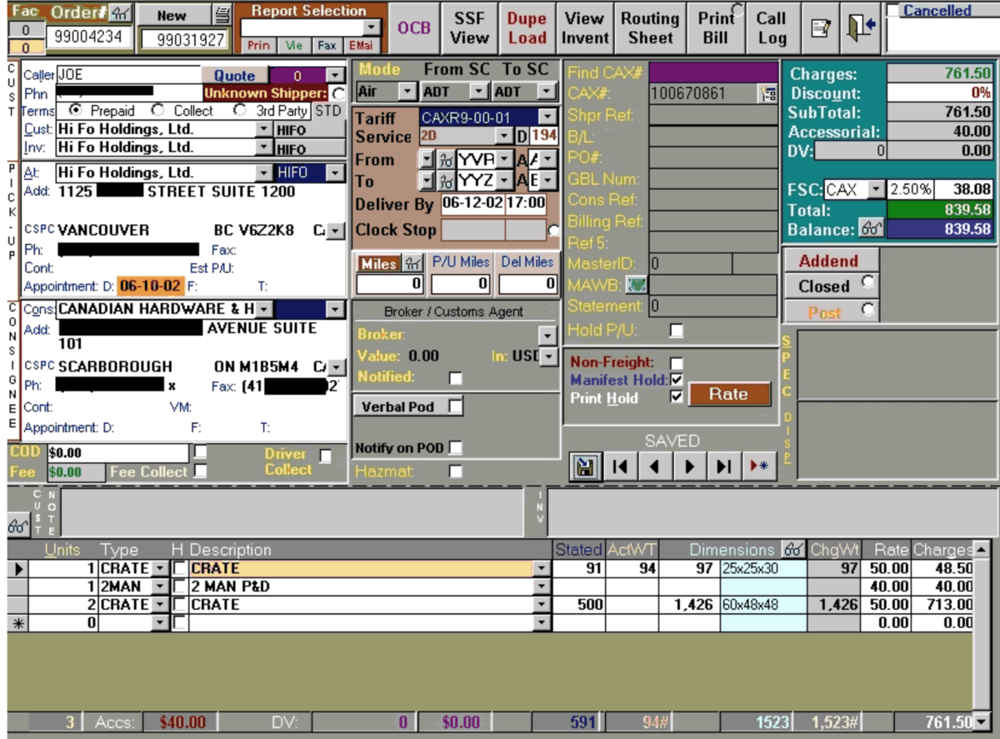 Fac Order# New Report Selection OCB SSF View Dupe Load View Invent Routing Sheet Print Bill Call Log Cancelled
0 99004234 99031927
0 Prin Vie Fax EMai
CUST
Caller JOE Quote 0
Phn Unknown Shipper:
Terms Prepaid Collect 3rd Party STD
Cust: Hi Fo Holdings, Ltd. HIFO
Inv: Hi Fo Holdings, Ltd. HIFO
PICK-UP
At: Hi Fo Holdings, Ltd. HIFO
Add: 1125 STREET SUITE 1200
CSPC VANCOUVER BC V6Z2K8
Ph: Fax:
Cont: Est P/U:
Appointment: D: 06-10-02 F: T:
CONSIGNEE
Cons: CANADIAN HARDWARE & H
Add: AVENUE SUITE
101
CSPC SCARBOROUGH ON M1B5M4
Ph: x Fax: (41
Cont: VM:
Appointment: D: F: T:
COD $0.00 Driver Collect
Fee $0.00 Fee Collect
Mode From SC To SC
Air ADT ADT
Tariff CAXR9-00-01
Service 2D D 194
From YVR A
To YYZ A
Deliver By 06-12-02 17:00
Clock Stop
Miles P/U Miles Del Miles
0 0 0
Broker / Customs Agent
Broker:
Value: 0.00 In: USD
Notified:
Verbal Pod
Notify on POD
Hazmat:
Find CAX#
CAX#: 100670861
Shpr Ref:
B/L:
PO#:
GBL Num:
Cons Ref:
Billing Ref:
Ref 5:
MasterID: 0
MAWB:
Statement: 0
Hold P/U:
Non-Freight:
Manifest Hold:
Print Hold Rate
SAVED
Charges: 761.50
Discount: 0%
SubTotal: 761.50
Accessorial: 40.00
DV: 0 0.00
FSC: CAX 2.50% 38.08
Total: 839.58
Balance: 839.58
Addend
Closed
Post
SPEC DISP
CUST NOTE INV
Units Type H Description Stated ActWT Dimensions ChgWt Rate Charges
1 CRATE CRATE 91 94 97 25x25x30 97 50.00 48.50
1 2MAN 2 MAN P&D 40.00 40.00
2 CRATE CRATE 500 1,426 60x48x48 1,426 50.00 713.00
0 0.00 0.00
3 Accs: $40.00 DV: 0 $0.00 591 94# 1523 1,523# 761.50